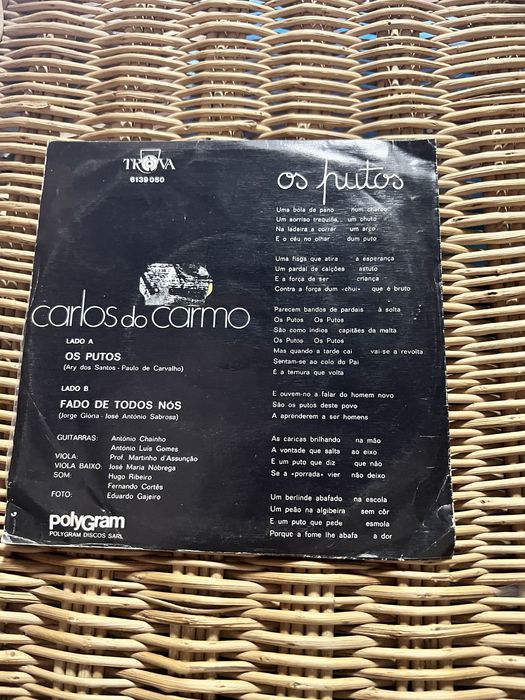 TROVA
6139 050
carlos do carmo
LADO A
OS PUTOS
(Ary dos Santos - Paulo de Carvalho)
LADO B
FADO DE TODOS NÓS
(Jorge Glória - José António Sabrosa)
GUITARRAS: António Chainho
António Luís Gomes
VIOLA: Prof. Martinho d'Assunção
VIOLA BAIXO: José Maria Nóbrega
SOM: Hugo Ribeiro
Fernando Cortês
FOTO: Eduardo Gajeiro
polyGram
POLYGRAM DISCOS SARL
os putos
Uma bola de pano num charco
Um sorriso traquina um chuto
Na ladeira a correr um arco
E o céu no olhar dum puto
Uma fisga que atira a esperança
Um pardal de calções astuto
E a força de ser criança
Contra a força dum «chui» que é bruto
Parecem bandos de pardais à solta
Os Putos Os Putos
São como índios capitães da malta
Os Putos Os Putos
Mas quando a tarde cai vai-se a revolta
Sentam-se ao colo do Pai
É a ternura que volta
E ouvem-no a falar do homem novo
São os putos deste povo
A aprenderem a ser homens
As caricas brilhando na mão
A vontade que salta ao eixo
E um puto que diz que não
Se a «porrada» vier não deixo
Um berlinde abafado na escola
Um peão na algibeira sem côr
E um puto que pede esmola
Porque a fome lhe abafa a dor